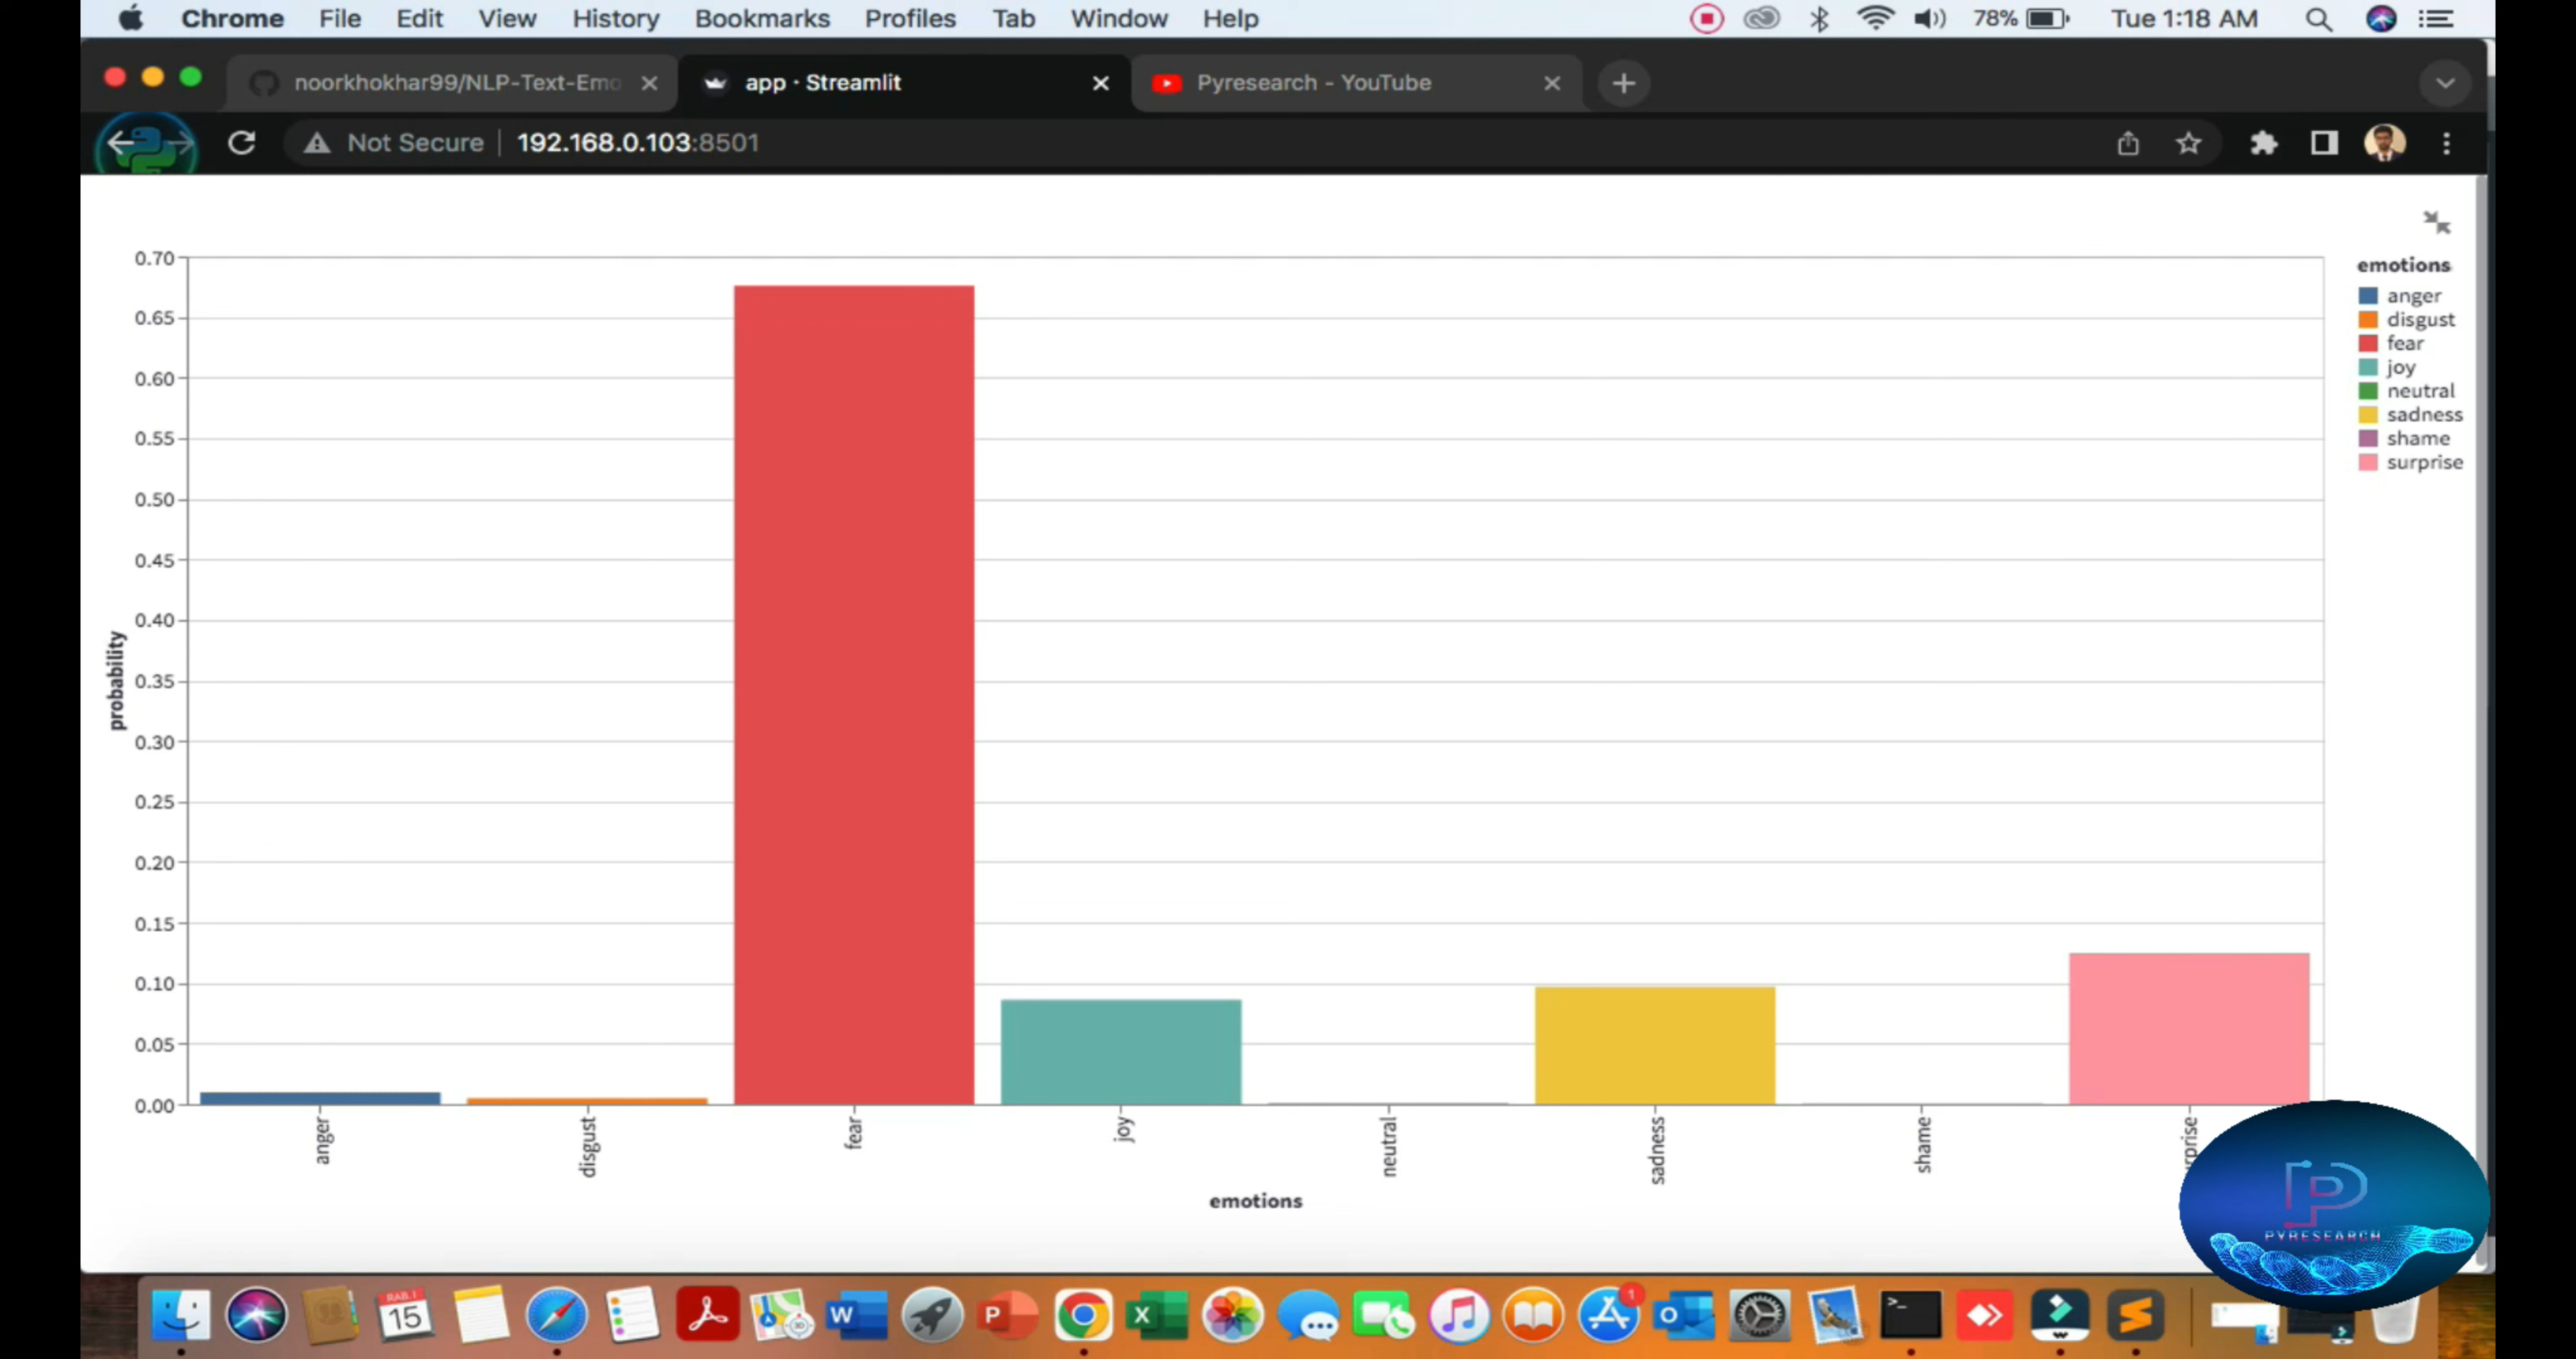 Chrome File Edit View History Bookmarks Profiles Tab Window Help 78% Tue 1:18 AM
noorkhokhar99/NLP-Text-Emo app · Streamlit Pyresearch - YouTube
Not Secure 192.168.0.103:8501
emotions
anger
disgust
fear
joy
neutral
sadness
shame
surprise
0.70
0.65
0.60
0.55
0.50
0.45
0.40
0.35
0.30
0.25
0.20
0.15
0.10
0.05
0.00
probability
anger disgust fear joy neutral sadness shame rprise
emotions
P
PYRESEARCH
RAB. I
15
W
P
X
1
O
>_